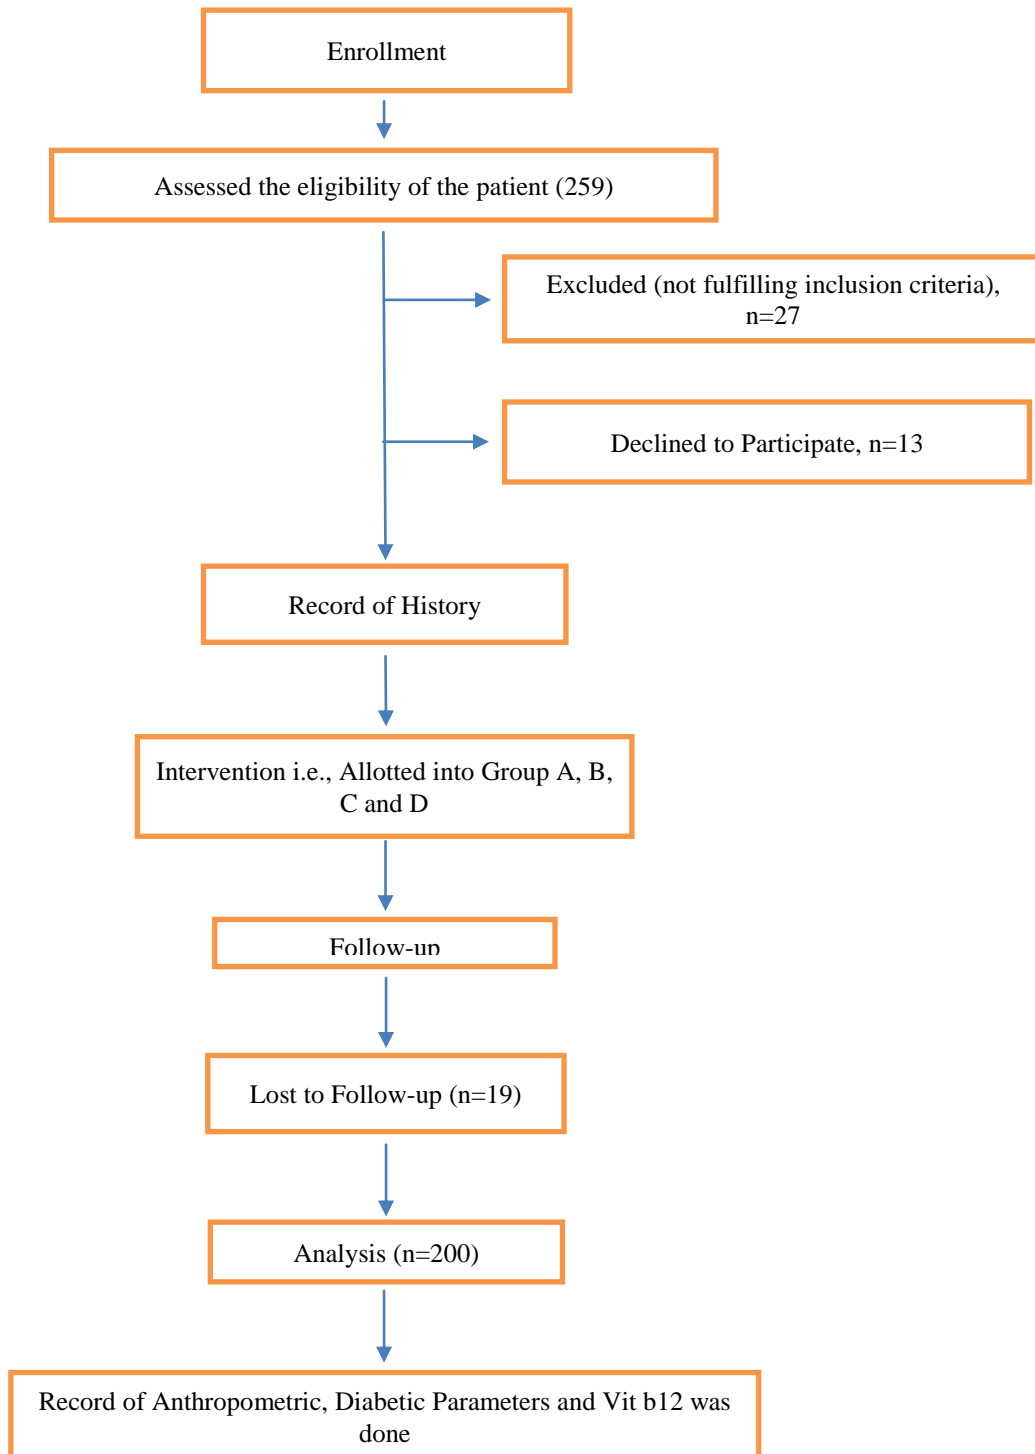 Enrollment
Assessed the eligibility of the patient (259)
Excluded (not fulfilling inclusion criteria),
n=27
Declined to Participate, n=13
Record of History
Intervention i.e., Allotted into Group A, B,
C and D
Follow-up
Lost to Follow-up (n=19)
Analysis (n=200)
Record of Anthropometric, Diabetic Parameters and Vit b12 was
done